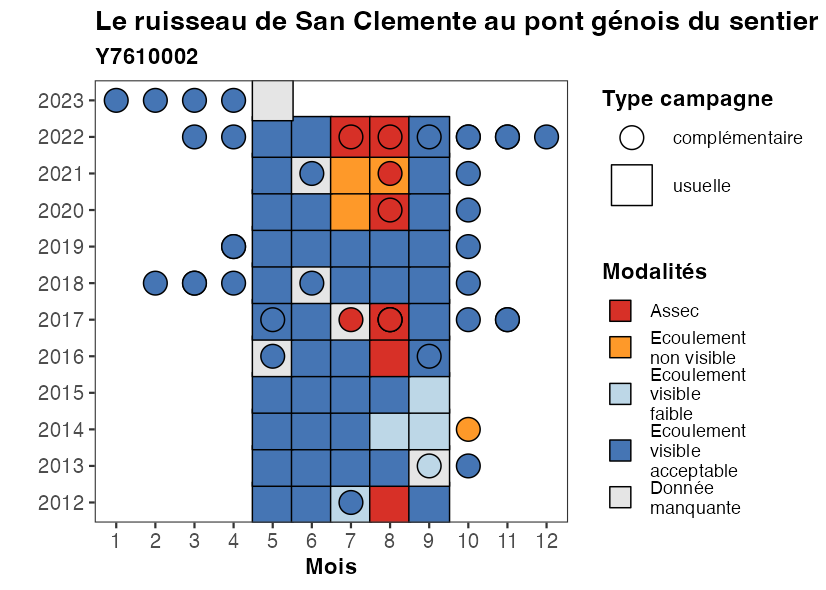 Le ruisseau de San Clemente au pont génois du sentier
Y7610002
2023
2022
2021
2020
2019
2018
2017
2016
2015
2014
2013
2012
1 2 3 4 5 6 7 8 9 10 11 12
Mois
Type campagne
complémentaire
usuelle
Modalités
Assec
Ecoulement
non visible
Ecoulement
visible
faible
Ecoulement
visible
acceptable
Donnée
manquante